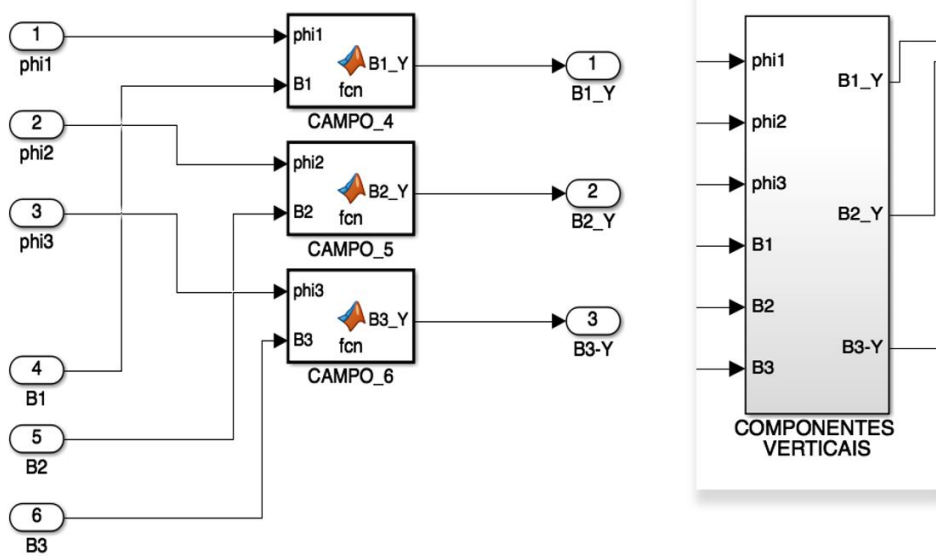 1
phi1
2
phi2
3
phi3
4
B1
5
B2
6
B3
phi1
B1
B1_Y
fcn
CAMPO_4
phi2
B2
B2_Y
fcn
CAMPO_5
phi3
B3
B3_Y
fcn
CAMPO_6
1
B1_Y
2
B2_Y
3
B3-Y
phi1
phi2
phi3
B1
B2
B3
B1_Y
B2_Y
B3-Y
COMPONENTES
VERTICAIS